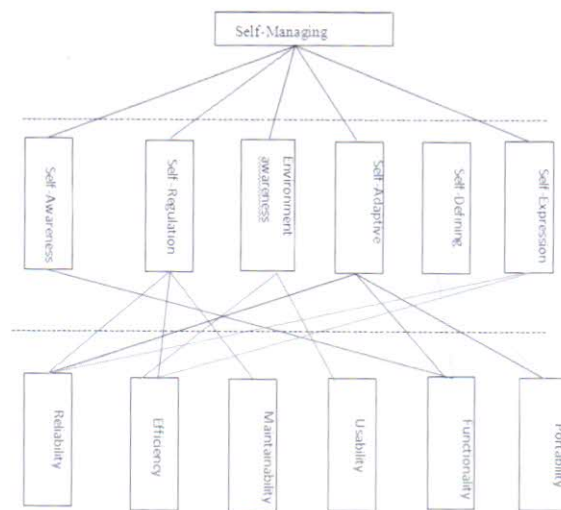 Self-Managing
Self-Awareness
Self-Regulation
Environment
awareness
Self-Adaptive
Self-Defining
Self-Expression
Reliability
Efficiency
Maintainability
Usability
Functionality
Portability